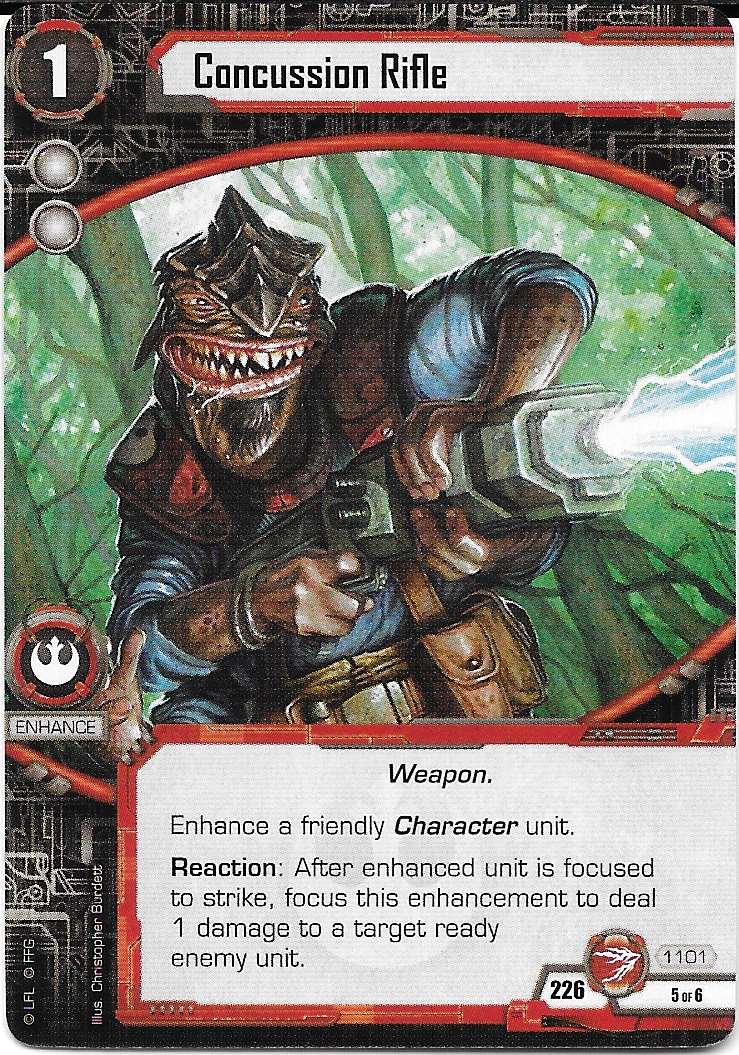 1
Concussion Rifle
ENHANCE
Weapon.
Enhance a friendly Character unit.
Reaction: After enhanced unit is focused
to strike, focus this enhancement to deal
1 damage to a target ready
enemy unit.
© LFL © FFG
Illus. Christopher Burdett
226
1101
5 OF 6